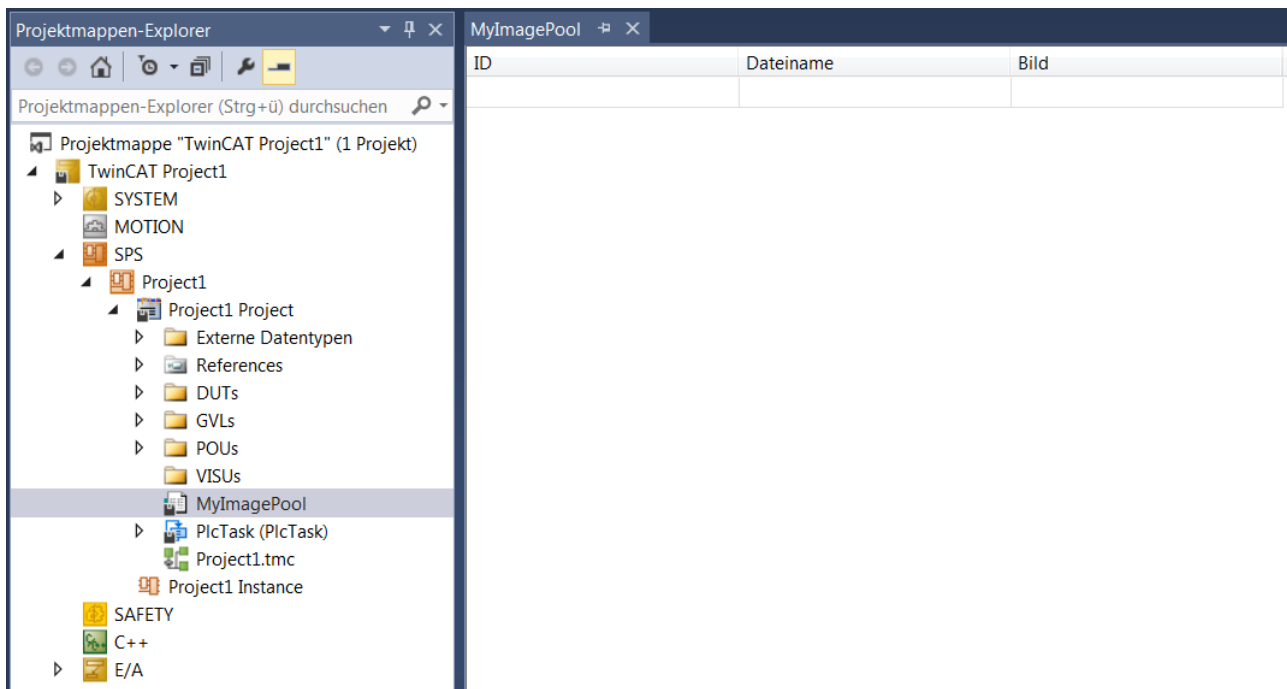 Projektmappen-Explorer
Projektmappen-Explorer (Strg+ü) durchsuchen
Projektmappe "TwinCAT Project1" (1 Projekt)
TwinCAT Project1
SYSTEM
MOTION
SPS
Project1
Project1 Project
Externe Datentypen
References
DUTs
GVLs
POUs
VISUs
MyImagePool
PlcTask (PlcTask)
Project1.tmc
Project1 Instance
SAFETY
C++
E/A
MyImagePool
ID Dateiname Bild